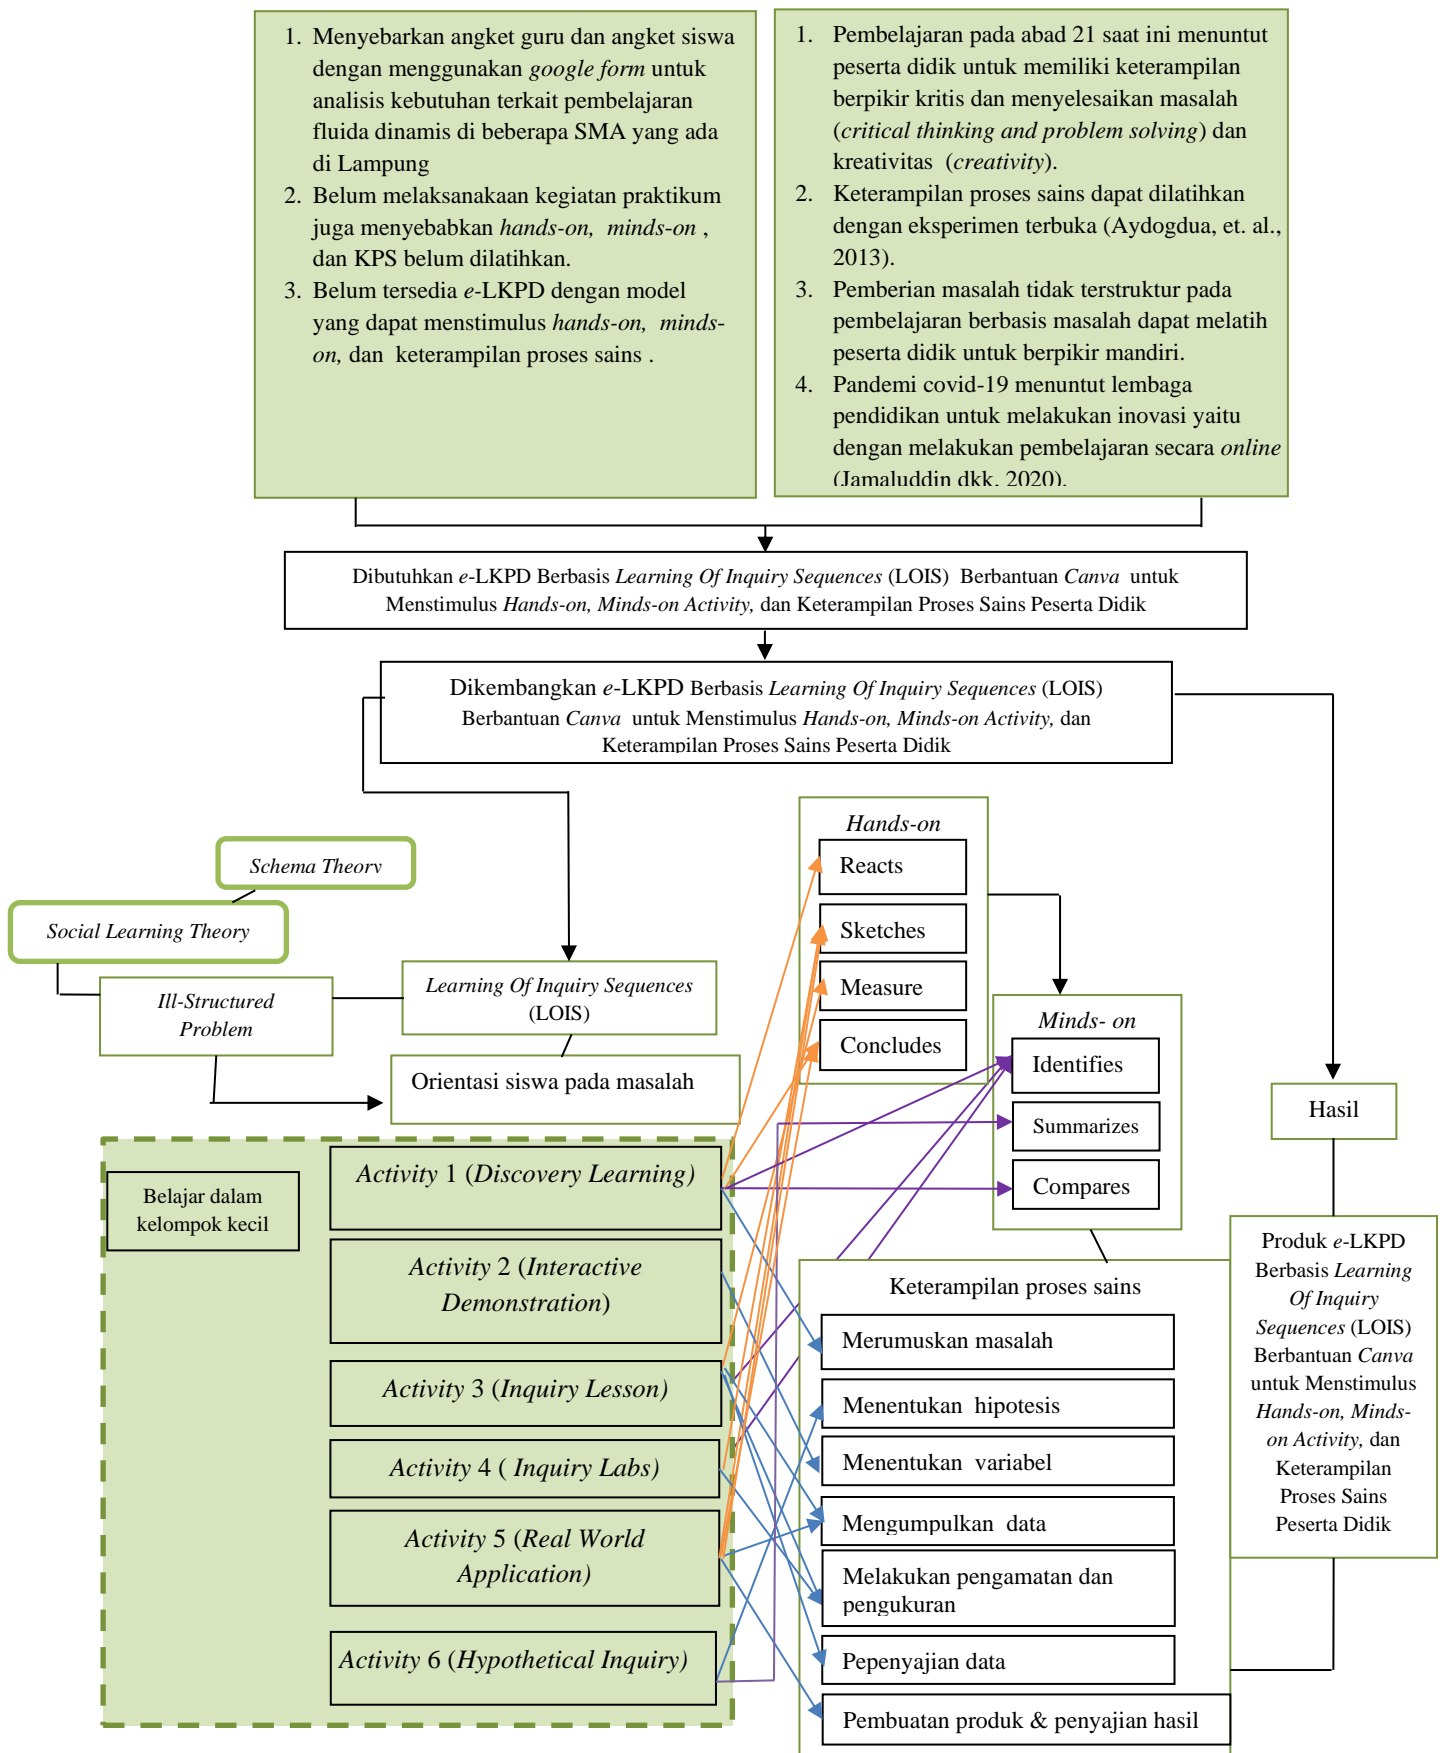 1. Menyebarkan angket guru dan angket siswa
dengan menggunakan google form untuk
analisis kebutuhan terkait pembelajaran
fluida dinamis di beberapa SMA yang ada
di Lampung
2. Belum melaksanakaan kegiatan praktikum
juga menyebabkan hands-on, minds-on ,
dan KPS belum dilatihkan.
3. Belum tersedia e-LKPD dengan model
yang dapat menstimulus hands-on, minds-
on, dan keterampilan proses sains .
1. Pembelajaran pada abad 21 saat ini menuntut
peserta didik untuk memiliki keterampilan
berpikir kritis dan menyelesaikan masalah
(critical thinking and problem solving) dan
kreativitas (creativity).
2. Keterampilan proses sains dapat dilatihkan
dengan eksperimen terbuka (Aydogdua, et. al.,
2013).
3. Pemberian masalah tidak terstruktur pada
pembelajaran berbasis masalah dapat melatih
peserta didik untuk berpikir mandiri.
4. Pandemi covid-19 menuntut lembaga
pendidikan untuk melakukan inovasi yaitu
dengan melakukan pembelajaran secara online
(Jamaluddin dkk, 2020).
Dibutuhkan e-LKPD Berbasis Learning Of Inquiry Sequences (LOIS) Berbantuan Canva untuk
Menstimulus Hands-on, Minds-on Activity, dan Keterampilan Proses Sains Peserta Didik
Dikembangkan e-LKPD Berbasis Learning Of Inquiry Sequences (LOIS)
Berbantuan Canva untuk Menstimulus Hands-on, Minds-on Activity, dan
Keterampilan Proses Sains Peserta Didik
Schema Theory
Social Learning Theory
Ill-Structured
Problem
Learning Of Inquiry Sequences
(LOIS)
Orientasi siswa pada masalah
Hands-on
Reacts
Sketches
Measure
Concludes
Minds- on
Identifies
Summarizes
Compares
Hasil
Belajar dalam
kelompok kecil
Activity 1 (Discovery Learning)
Activity 2 (Interactive
Demonstration)
Activity 3 (Inquiry Lesson)
Activity 4 ( Inquiry Labs)
Activity 5 (Real World
Application)
Activity 6 (Hypothetical Inquiry)
Keterampilan proses sains
Merumuskan masalah
Menentukan hipotesis
Menentukan variabel
Mengumpulkan data
Melakukan pengamatan dan
pengukuran
Pepenyajian data
Pembuatan produk & penyajian hasil
Produk e-LKPD
Berbasis Learning
Of Inquiry
Sequences (LOIS)
Berbantuan Canva
untuk Menstimulus
Hands-on, Minds-
on Activity, dan
Keterampilan
Proses Sains
Peserta Didik